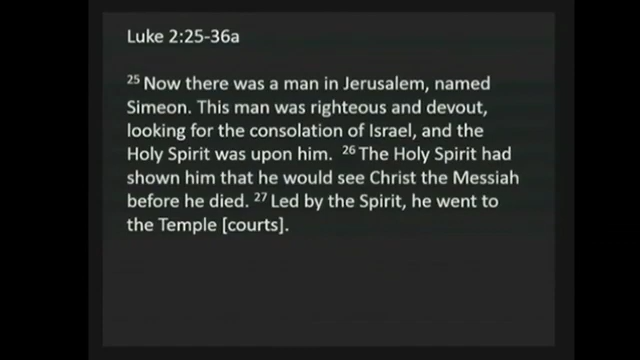 Luke 2:25-36a
25 Now there was a man in Jerusalem, named
Simeon. This man was righteous and devout,
looking for the consolation of Israel, and the
Holy Spirit was upon him. 26 The Holy Spirit had
shown him that he would see Christ the Messiah
before he died. 27 Led by the Spirit, he went to
the Temple [courts].